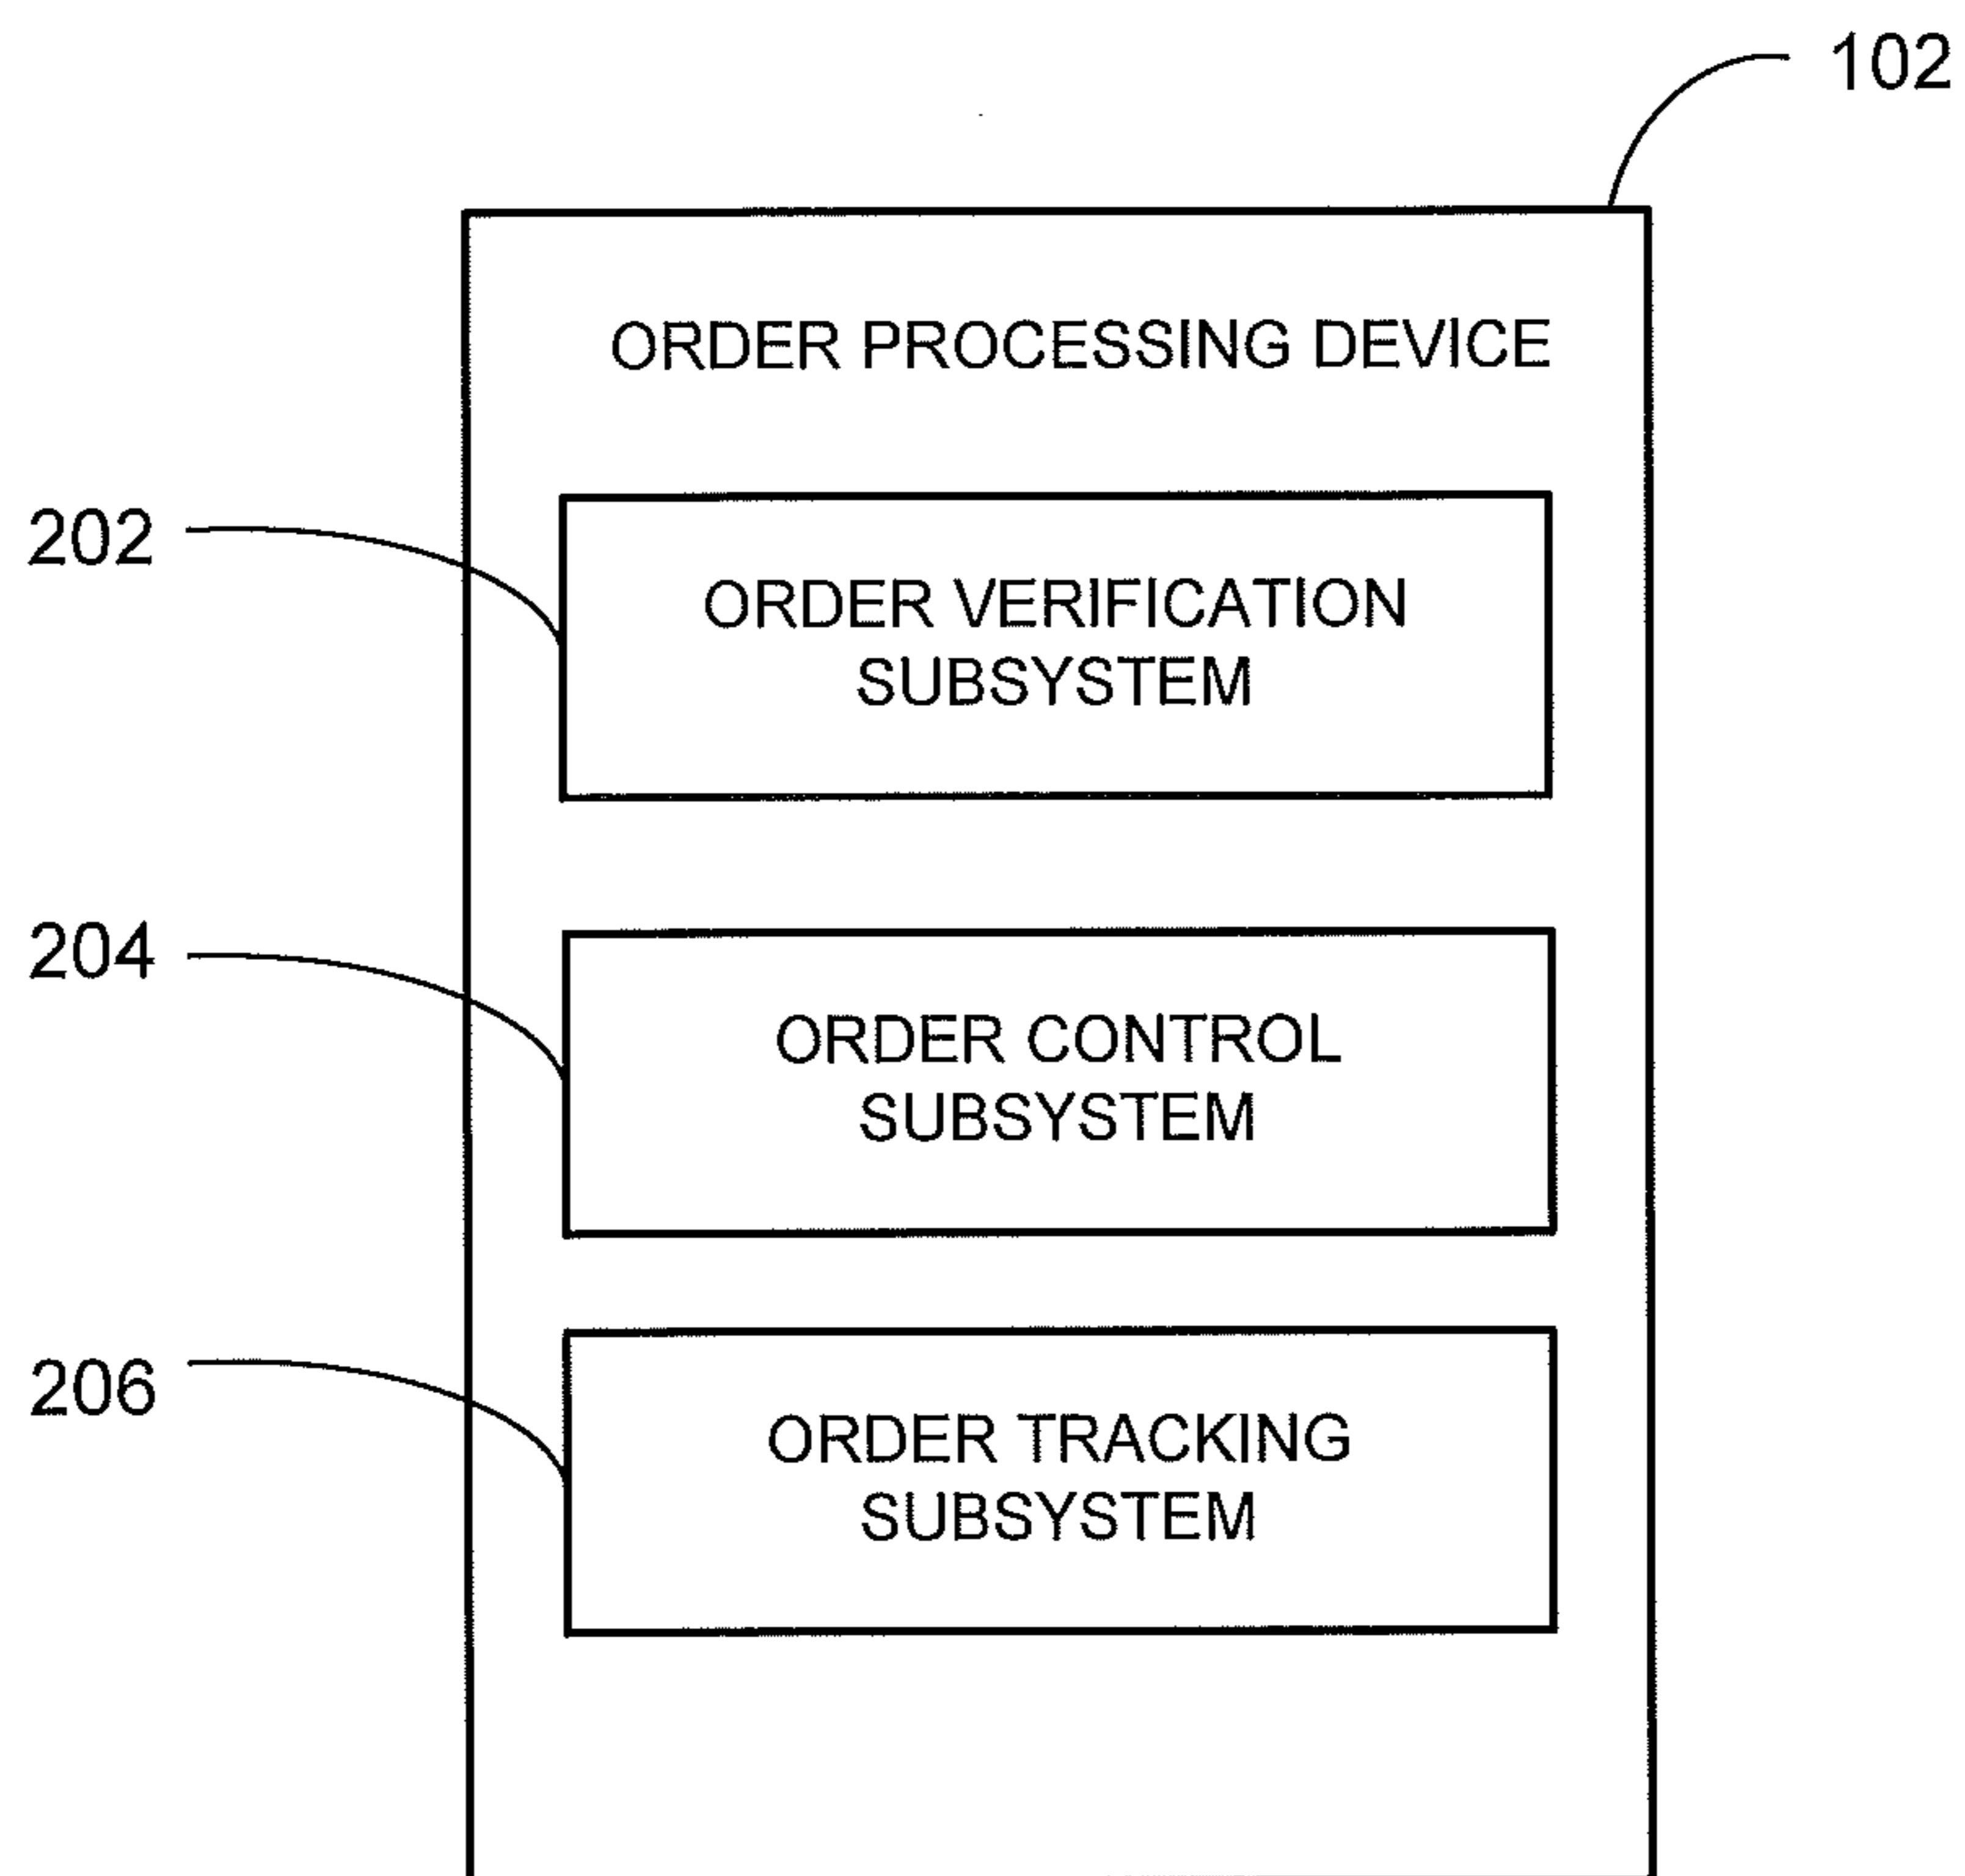 102
ORDER PROCESSING DEVICE
202
ORDER VERIFICATION
SUBSYSTEM
204
ORDER CONTROL
SUBSYSTEM
206
ORDER TRACKING
SUBSYSTEM